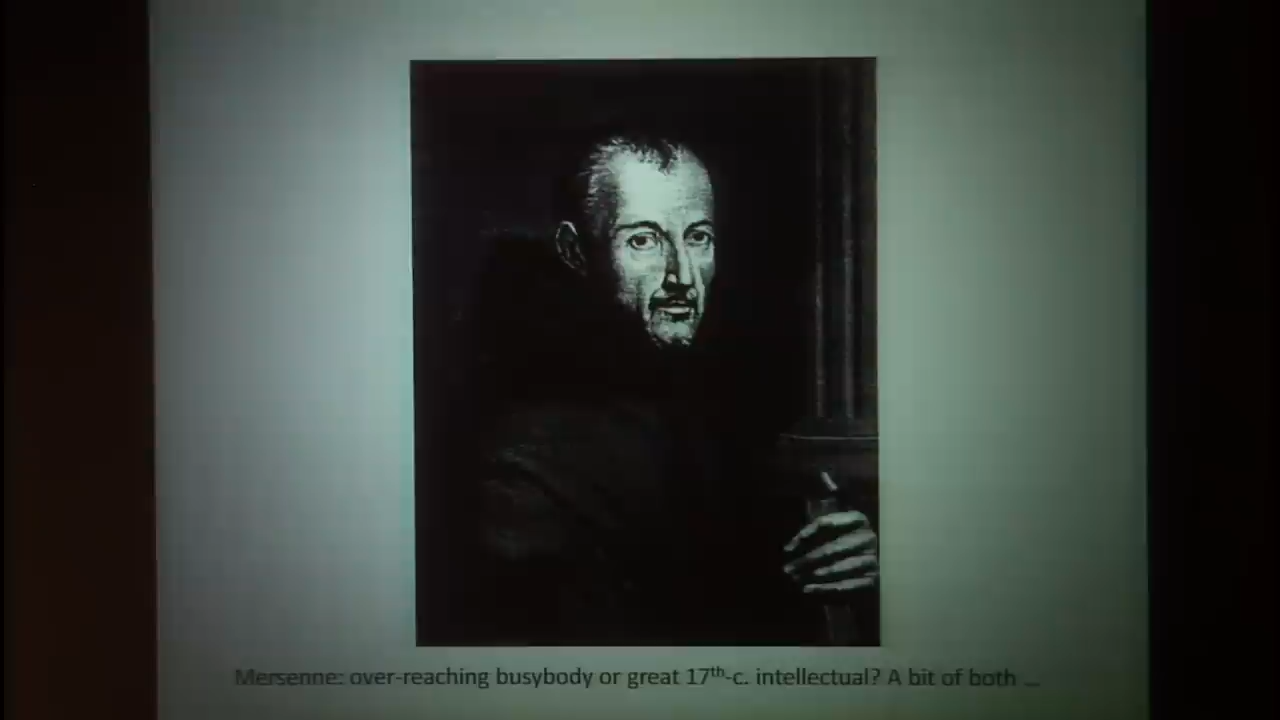 Mersenne: over-reaching busybody or great 17th-c. intellectual? A bit of both ...